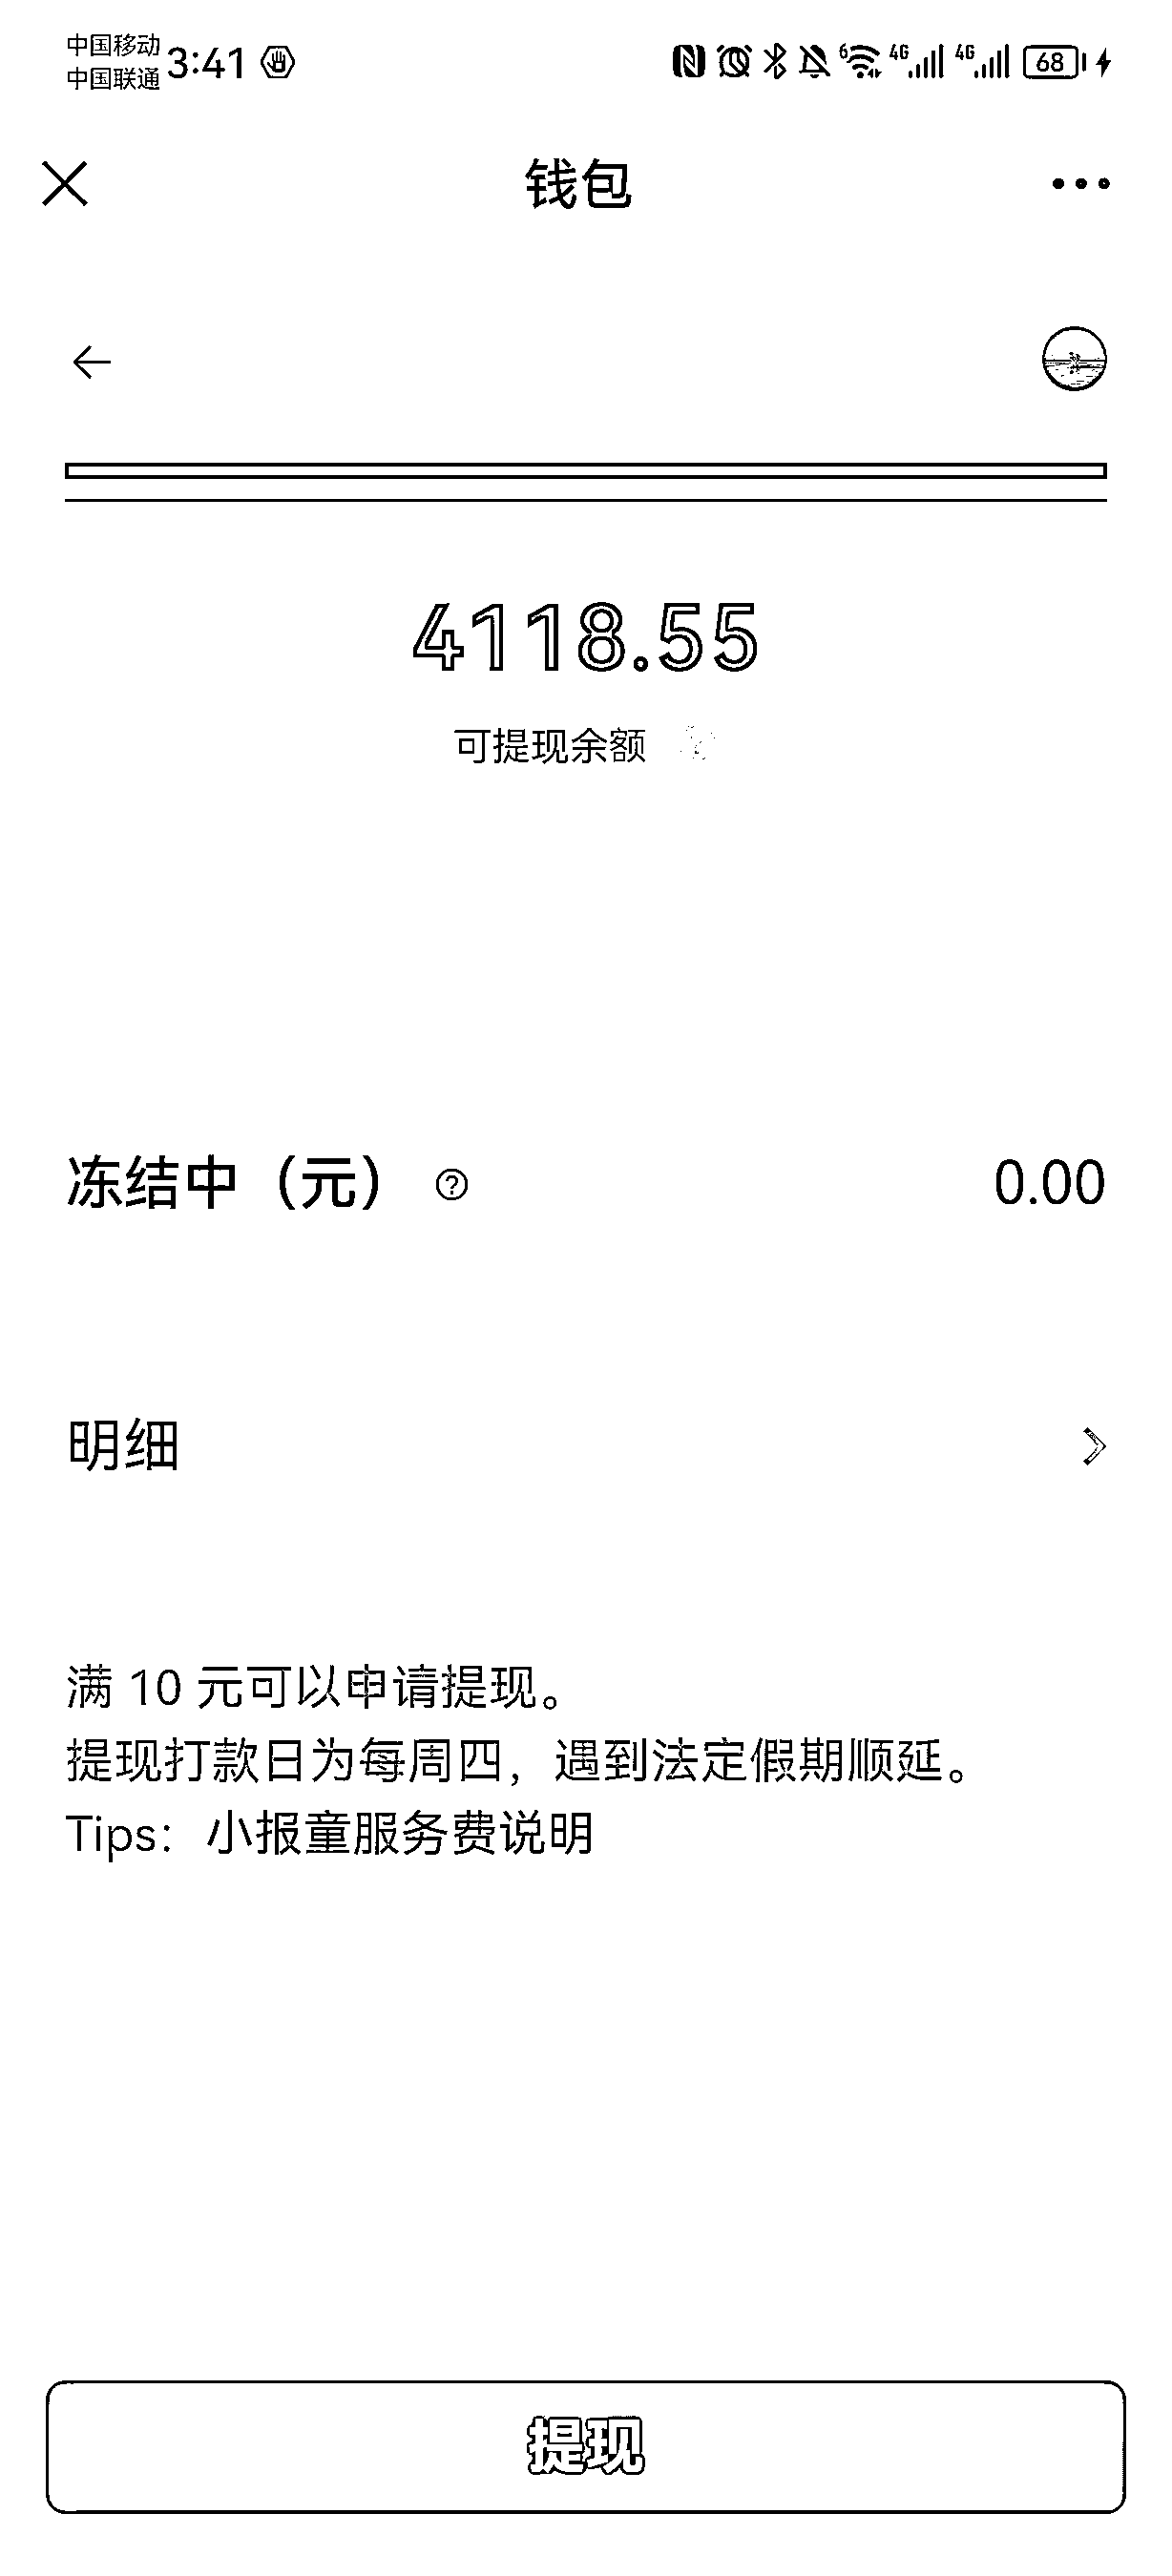 中国移动
中国联通
3:41
6 4G 4G 68
钱包
4118.55
可提现余额
冻结中（元） ? 0.00
明细
满 10 元可以申请提现。
提现打款日为每周四，遇到法定假期顺延。
Tips：小报童服务费说明
提现